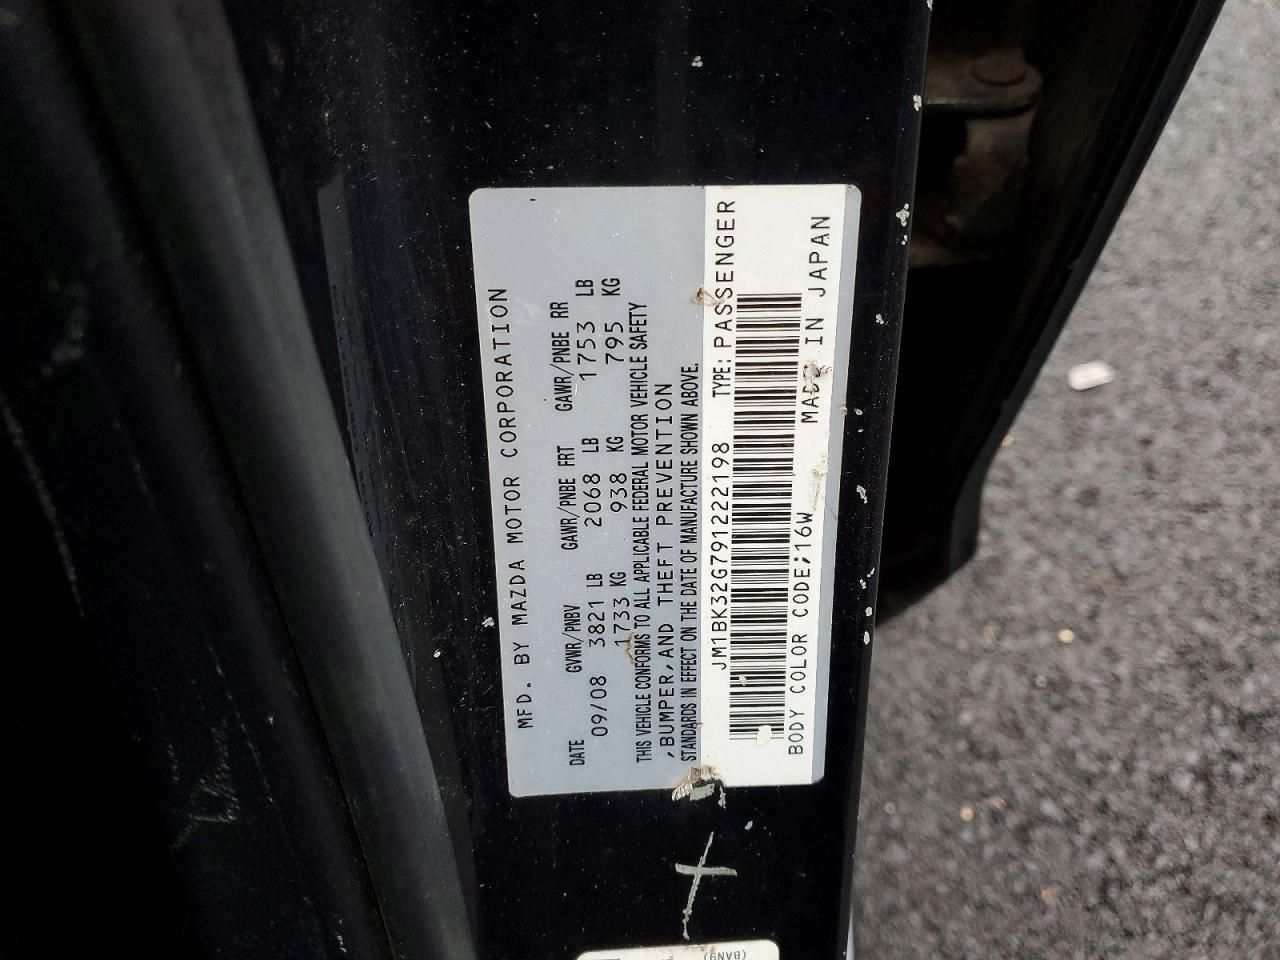 MFD. BY MAZDA MOTOR CORPORATION
DATE GVWR/PNBV GAWR/PNBE FRT GAWR/PNBE RR
09/08 3821 LB 2068 LB 1753 LB
1733 KG 938 KG 795 KG
THIS VEHICLE CONFORMS TO ALL APPLICABLE FEDERAL MOTOR VEHICLE SAFETY
,BUMPER,AND THEFT PREVENTION
STANDARDS IN EFFECT ON THE DATE OF MANUFACTURE SHOWN ABOVE.
JM1BK32G791222198 TYPE:PASSENGER
BODY COLOR CODE;16W MADE IN JAPAN
(BAN9)